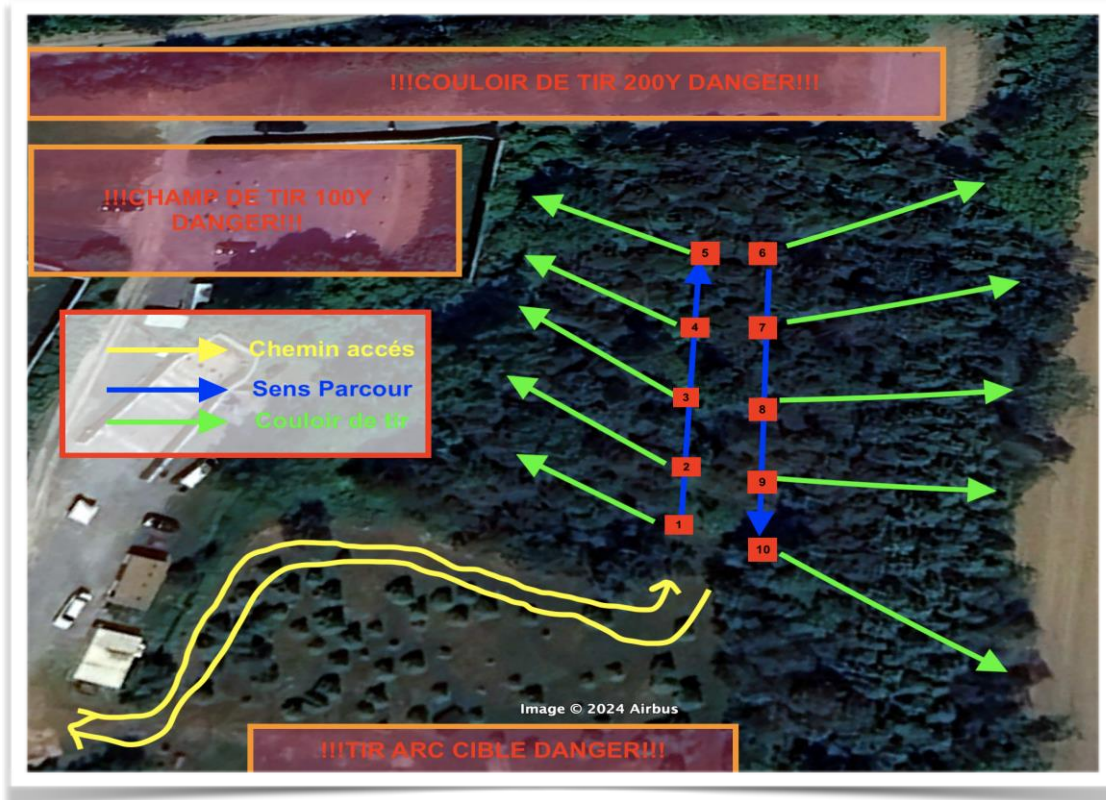 !!!COULOIR DE TIR 200Y DANGER!!!
!!!CHAMP DE TIR 100Y
DANGER!!!
5
6
4
7
Chemin accés
Sens Parcour
Couloir de tir
3
8
2
9
1
10
Image © 2024 Airbus
!!!TIR ARC CIBLE DANGER!!!